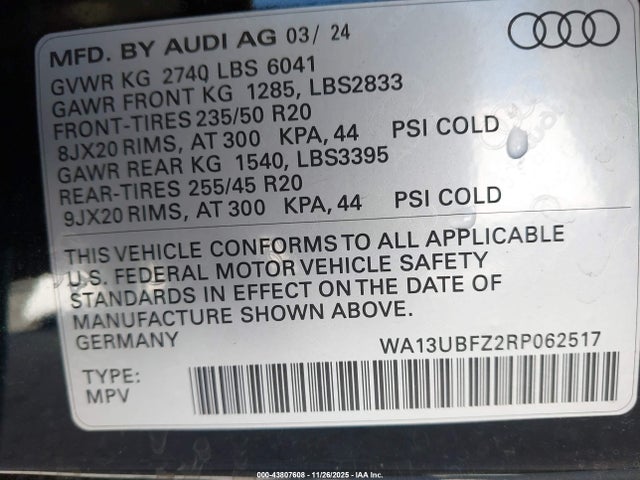 MFD. BY AUDI AG 03/ 24
GVWR KG 2740 LBS 6041
GAWR FRONT KG 1285, LBS2833
FRONT-TIRES 235/50 R20
8JX20 RIMS, AT 300 KPA, 44 PSI COLD
GAWR REAR KG 1540, LBS3395
REAR-TIRES 255/45 R20
9JX20 RIMS, AT 300 KPA, 44 PSI COLD
THIS VEHICLE CONFORMS TO ALL APPLICABLE
U.S. FEDERAL MOTOR VEHICLE SAFETY
STANDARDS IN EFFECT ON THE DATE OF
MANUFACTURE SHOWN ABOVE.
GERMANY
WA13UBFZ2RP062517
TYPE:
MPV
000-43807608 - 11/26/2025 - IAA Inc.